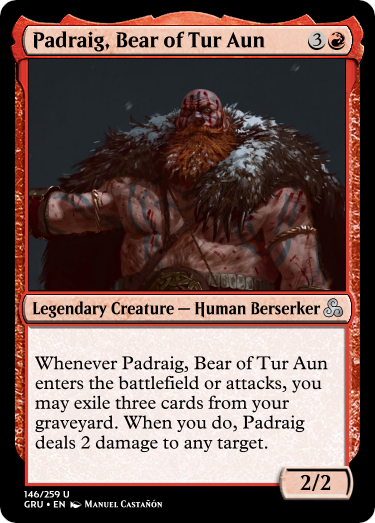 Padraig, Bear of Tur Aun 3
Legendary Creature — Human Berserker
Whenever Padraig, Bear of Tur Aun
enters the battlefield or attacks, you
may exile three cards from your
graveyard. When you do, Padraig
deals 2 damage to any target.
2/2
146/259 U
GRU • EN Manuel Castañón